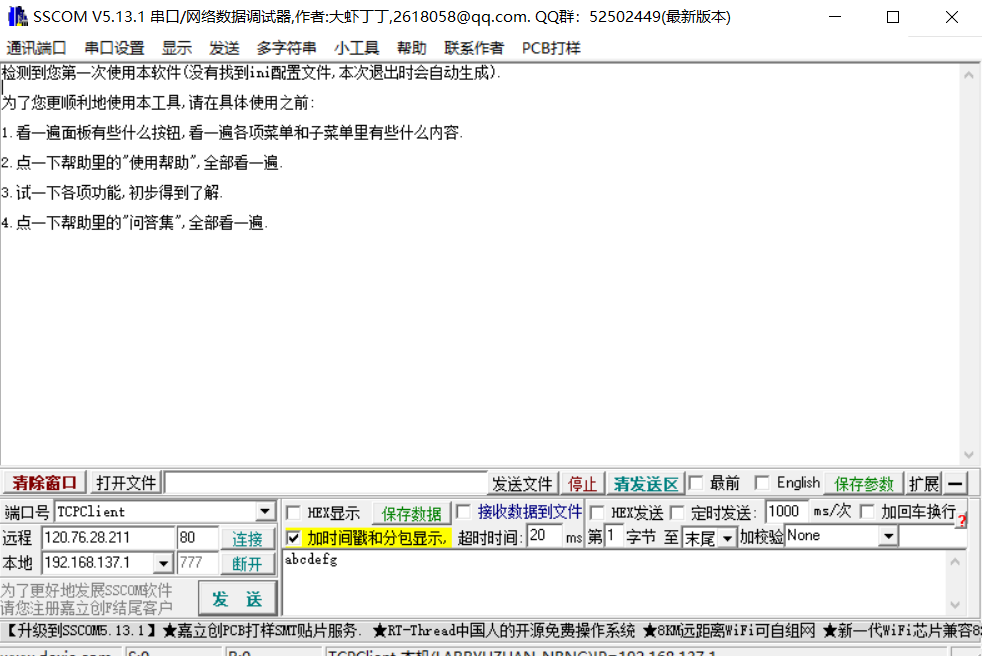 SSCOM V5.13.1 串口/网络数据调试器,作者:大虾丁丁,2618058@qq.com. QQ群：52502449(最新版本)
通讯端口 串口设置 显示 发送 多字符串 小工具 帮助 联系作者 PCB打样
检测到您第一次使用本软件(没有找到ini配置文件,本次退出时会自动生成).
为了您更顺利地使用本工具,请在具体使用之前:
1.看一遍面板有些什么按钮,看一遍各项菜单和子菜单里有些什么内容.
2.点一下帮助里的"使用帮助",全部看一遍.
3.试一下各项功能,初步得到了解.
4.点一下帮助里的"问答集",全部看一遍.
清除窗口 打开文件 发送文件 停止 清发送区 最前 English 保存参数 扩展
端口号 TCPClient HEX显示 保存数据 接收数据到文件 HEX发送 定时发送: 1000 ms/次 加回车换行
远程 120.76.28.211 80 连接 加时间戳和分包显示, 超时时间: 20 ms 第 1 字节 至 末尾 加校验 None
本地 192.168.137.1 777 断开 abcdefg
为了更好地发展SSCOM软件
请您注册嘉立创F结尾客户
发 送
【升级到SSCOM5.13.1】★嘉立创PCB打样SMT贴片服务. ★RT-Thread中国人的开源免费操作系统 ★8KM远距离WiFi可自组网 ★新一代WiFi芯片兼容8